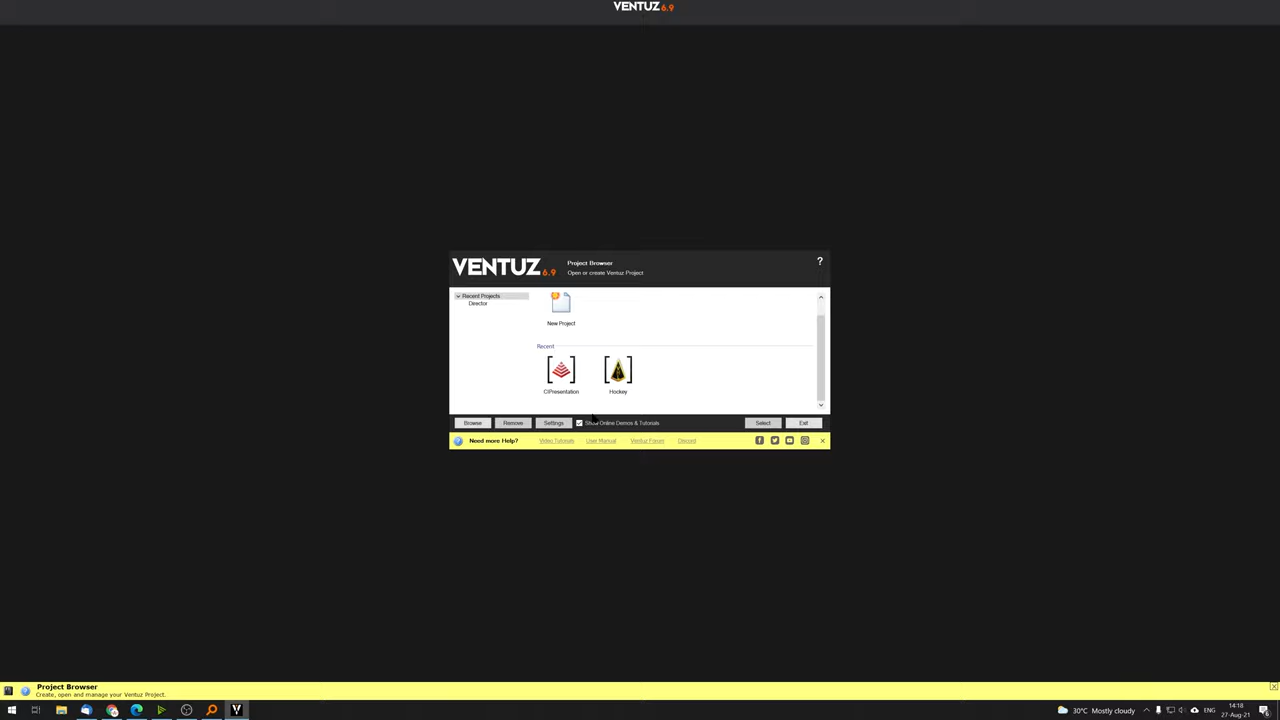 VENTUZ 6.9
VENTUZ 6.9
Project Browser
Open or create Ventuz Project
?
Recent Projects
Director
New Project
Recent
CIPresentation
Hockey
Browse
Remove
Settings
Show Online Demos & Tutorials
Select
Exit
Need more Help?
Video Tutorials
User Manual
Ventuz Forum
Discord
Project Browser
Create, open and manage your Ventuz Project.
30°C Mostly cloudy
ENG
14:18
27-Aug-21